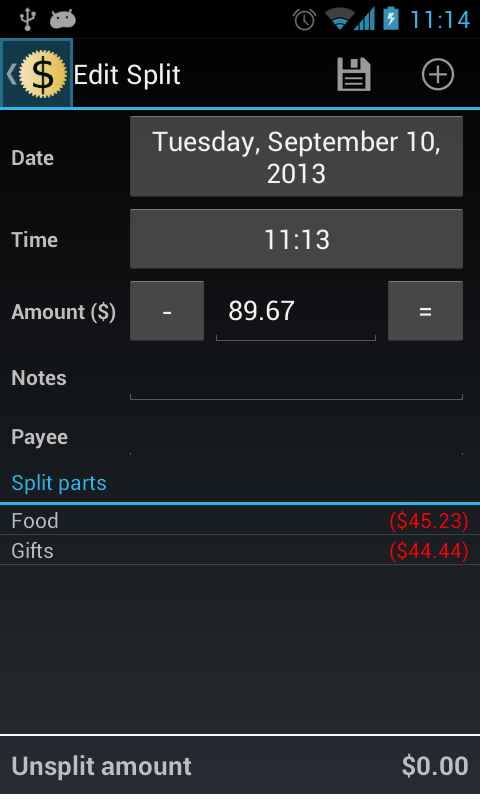 11:14
$ Edit Split
Date
Tuesday, September 10,
2013
Time
11:13
Amount ($)
-
89.67
=
Notes
Payee
Split parts
Food ($45.23)
Gifts ($44.44)
Unsplit amount $0.00